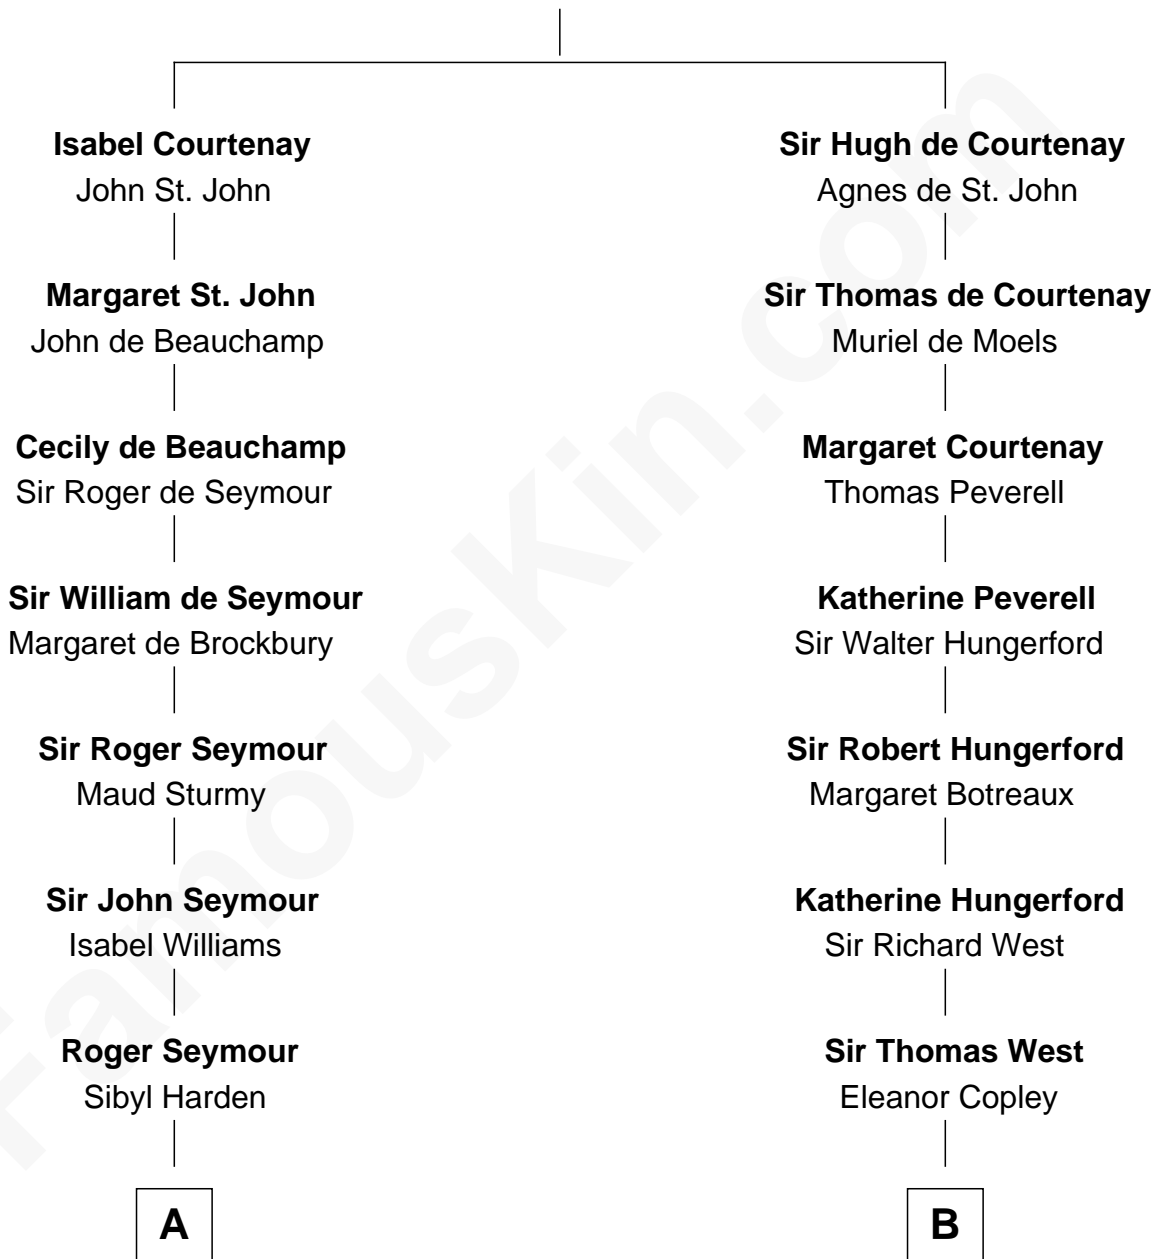 Isabel Courtenay
John St. John
Margaret St. John
John de Beauchamp
Cecily de Beauchamp
Sir Roger de Seymour
Sir William de Seymour
Margaret de Brockbury
Sir Roger Seymour
Maud Sturmy
Sir John Seymour
Isabel Williams
Roger Seymour
Sibyl Harden
A
Sir Hugh de Courtenay
Agnes de St. John
Sir Thomas de Courtenay
Muriel de Moels
Margaret Courtenay
Thomas Peverell
Katherine Peverell
Sir Walter Hungerford
Sir Robert Hungerford
Margaret Botreaux
Katherine Hungerford
Sir Richard West
Sir Thomas West
Eleanor Copley
B
FamousKin.com